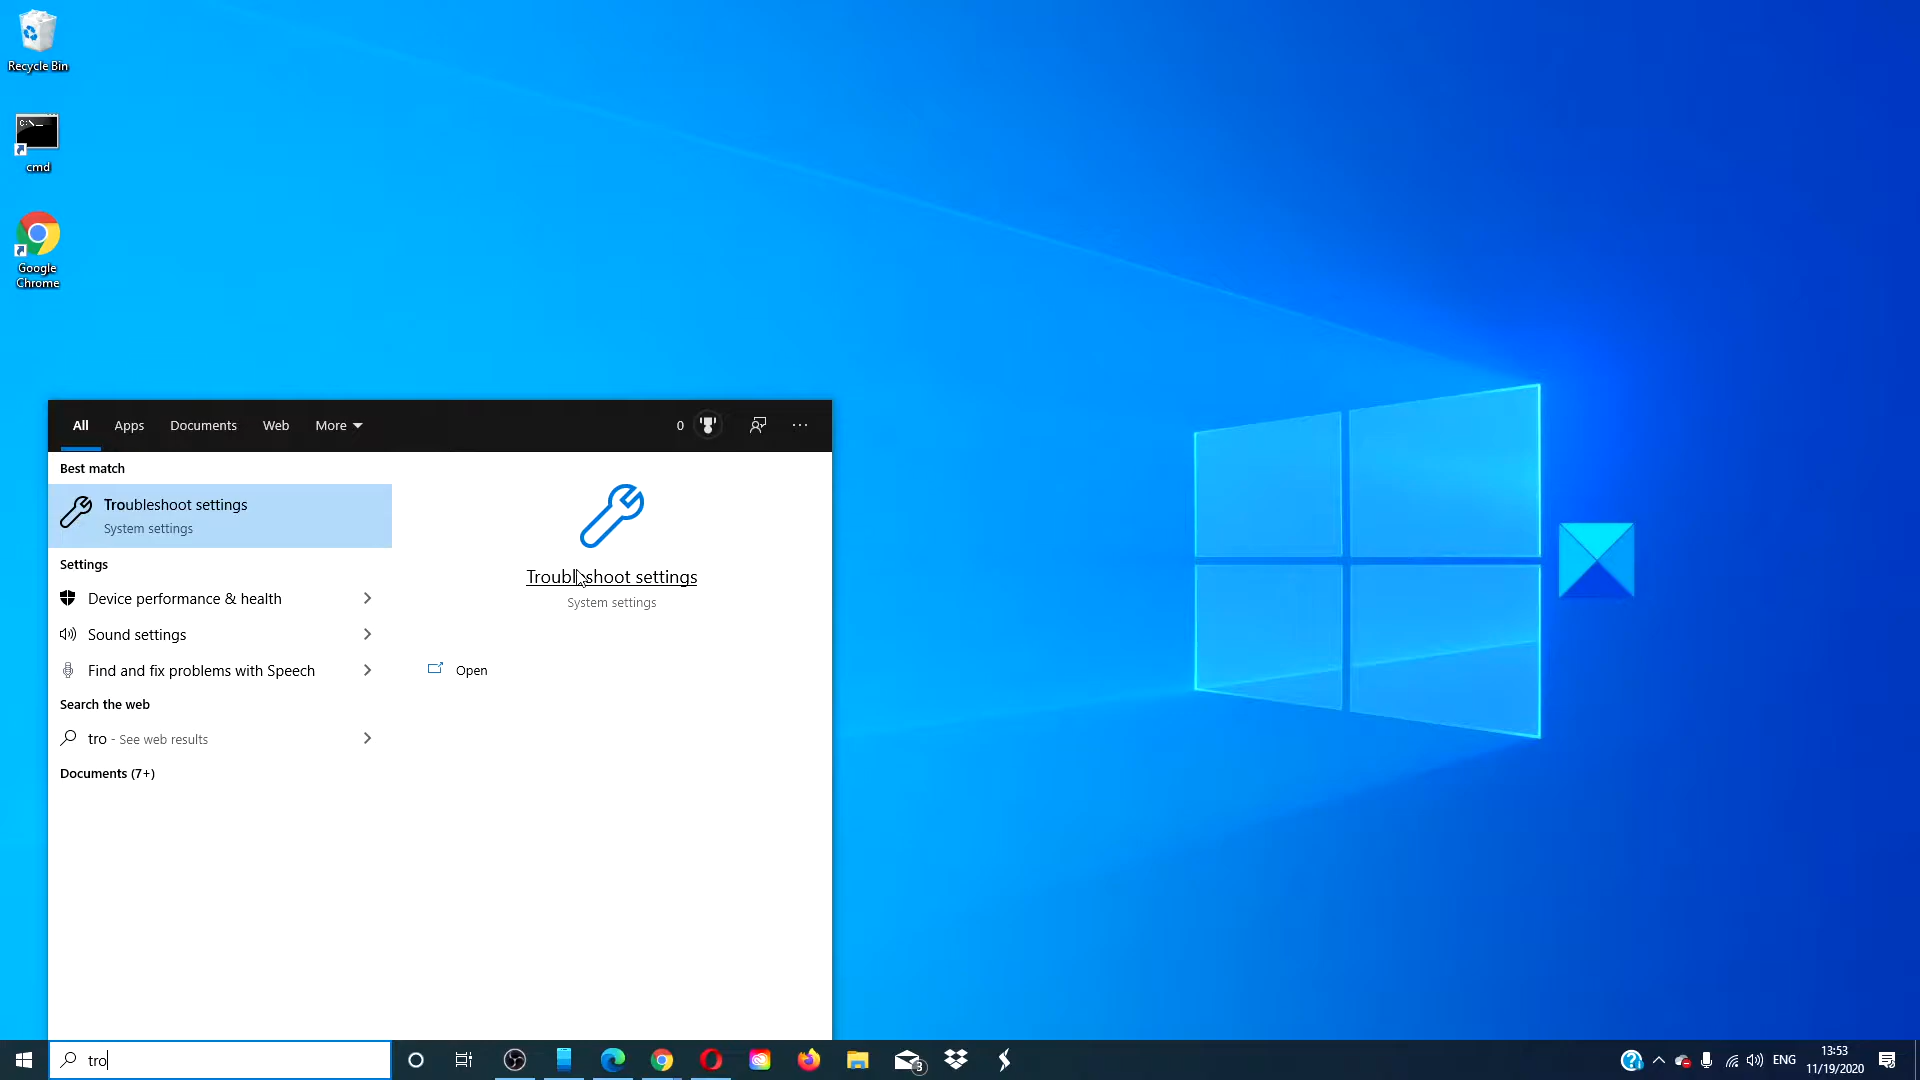 Recycle Bin
C:\._
cmd
Google
Chrome
All Apps Documents Web More 0 ···
Best match
Troubleshoot settings
System settings
Settings
Device performance & health
Sound settings
Find and fix problems with Speech
Search the web
tro - See web results
Documents (7+)
Troubleshoot settings
System settings
Open
tro
3
ENG
13:53
11/19/2020